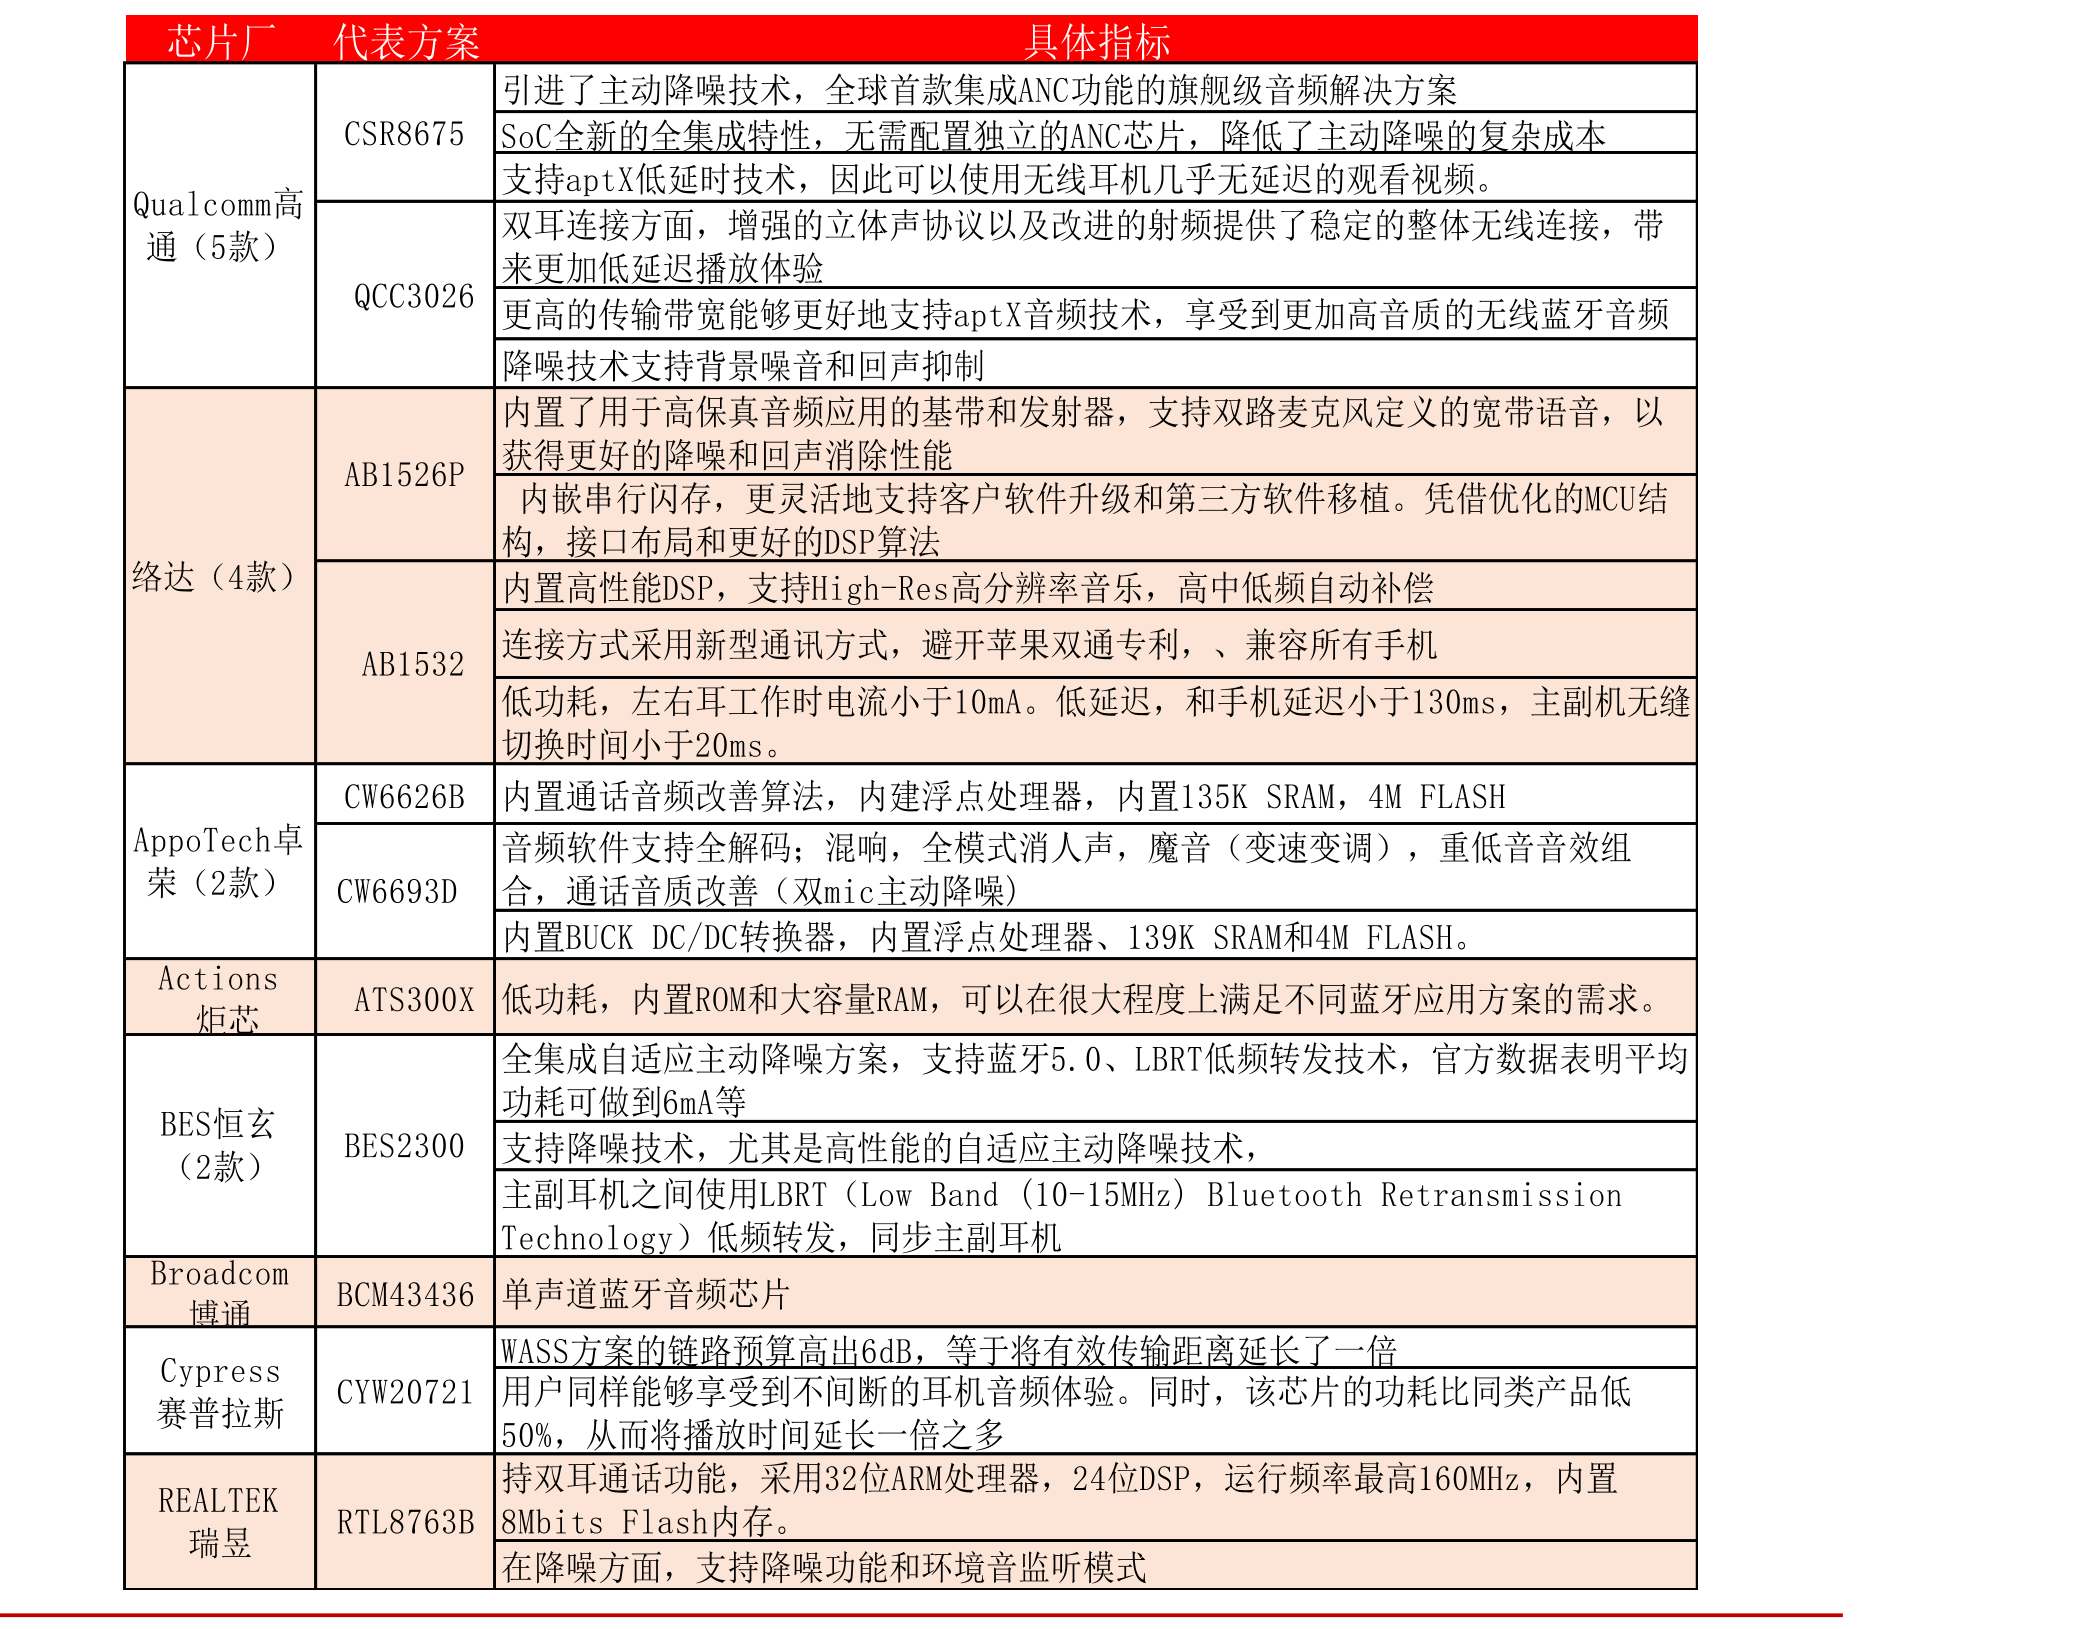 芯片厂 代表方案 具体指标
Qualcomm高
通（5款）
CSR8675
引进了主动降噪技术，全球首款集成ANC功能的旗舰级音频解决方案
SoC全新的全集成特性，无需配置独立的ANC芯片，降低了主动降噪的复杂成本
支持aptX低延时技术，因此可以使用无线耳机几乎无延迟的观看视频。
QCC3026
双耳连接方面，增强的立体声协议以及改进的射频提供了稳定的整体无线连接，带
来更加低延迟播放体验
更高的传输带宽能够更好地支持aptX音频技术，享受到更加高音质的无线蓝牙音频
降噪技术支持背景噪音和回声抑制
络达（4款）
AB1526P
内置了用于高保真音频应用的基带和发射器，支持双路麦克风定义的宽带语音，以
获得更好的降噪和回声消除性能
内嵌串行闪存，更灵活地支持客户软件升级和第三方软件移植。凭借优化的MCU结
构，接口布局和更好的DSP算法
AB1532
内置高性能DSP，支持High-Res高分辨率音乐，高中低频自动补偿
连接方式采用新型通讯方式，避开苹果双通专利，、兼容所有手机
低功耗，左右耳工作时电流小于10mA。低延迟，和手机延迟小于130ms，主副机无缝
切换时间小于20ms。
AppoTech卓
荣（2款）
CW6626B
内置通话音频改善算法，内建浮点处理器，内置135K SRAM，4M FLASH
CW6693D
音频软件支持全解码；混响，全模式消人声，魔音（变速变调），重低音音效组
合，通话音质改善（双mic主动降噪)
内置BUCK DC/DC转换器，内置浮点处理器、139K SRAM和4M FLASH。
Actions
炬芯
ATS300X
低功耗，内置ROM和大容量RAM，可以在很大程度上满足不同蓝牙应用方案的需求。
BES恒玄
（2款）
BES2300
全集成自适应主动降噪方案，支持蓝牙5.0、LBRT低频转发技术，官方数据表明平均
功耗可做到6mA等
支持降噪技术，尤其是高性能的自适应主动降噪技术，
主副耳机之间使用LBRT（Low Band (10-15MHz) Bluetooth Retransmission
Technology）低频转发，同步主副耳机
Broadcom
博通
BCM43436
单声道蓝牙音频芯片
Cypress
赛普拉斯
CYW20721
WASS方案的链路预算高出6dB，等于将有效传输距离延长了一倍
用户同样能够享受到不间断的耳机音频体验。同时，该芯片的功耗比同类产品低
50%，从而将播放时间延长一倍之多
REALTEK
瑞昱
RTL8763B
持双耳通话功能，采用32位ARM处理器，24位DSP，运行频率最高160MHz，内置
8Mbits Flash内存。
在降噪方面，支持降噪功能和环境音监听模式